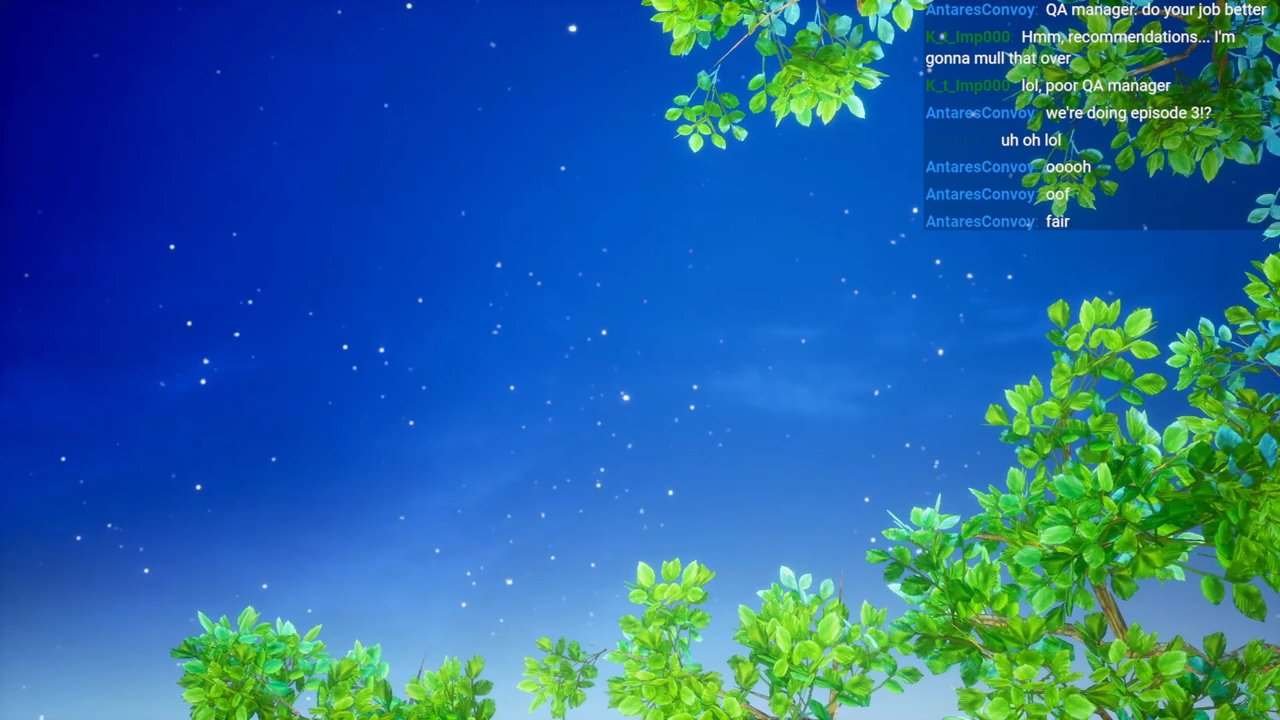 AntaresConvoy: QA manager. do your job better
K_t_Imp000: Hmm, recommendations... I'm
gonna mull that over
K_t_Imp000: lol, poor QA manager
AntaresConvoy: we're doing episode 3!?
uh oh lol
AntaresConvoy: ooooh
AntaresConvoy: oof
AntaresConvoy: fair